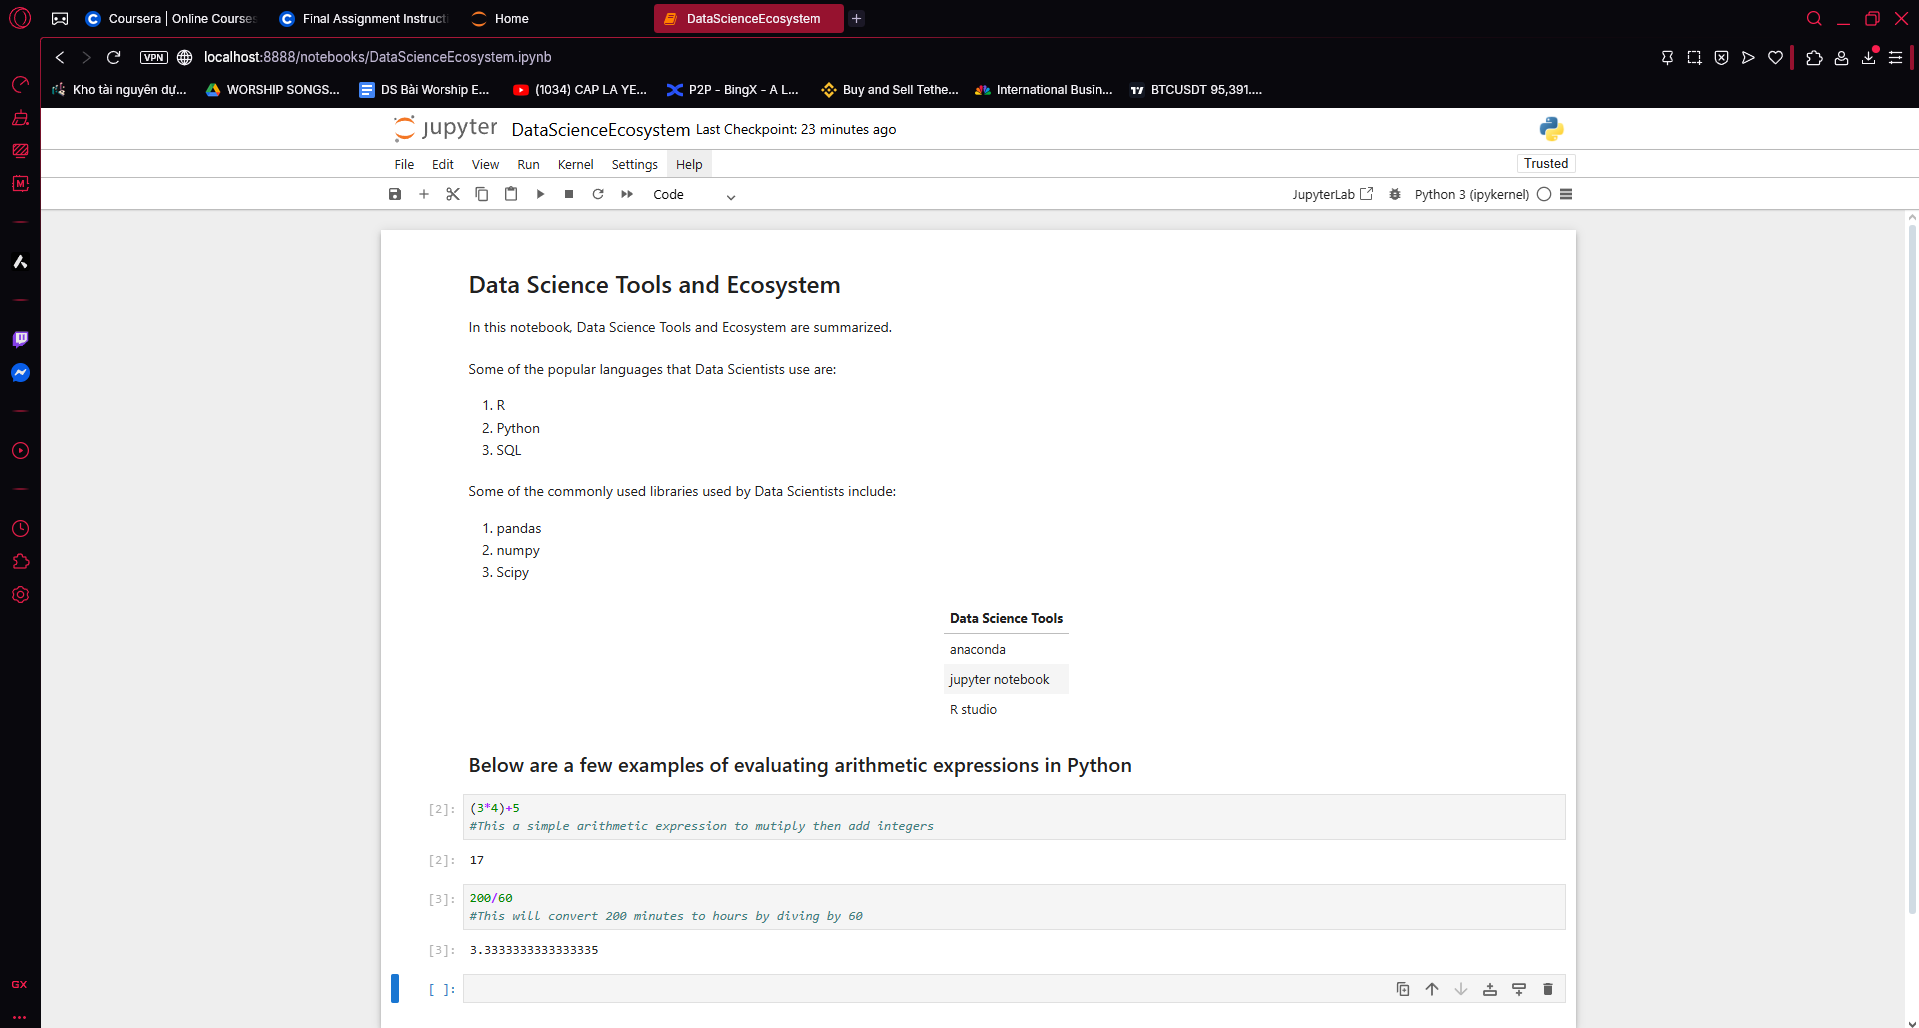 Coursera | Online Courses
Final Assignment Instructi
Home
DataScienceEcosystem
VPN
localhost:8888/notebooks/DataScienceEcosystem.ipynb
Kho tài nguyên dự...
WORSHIP SONGS...
DS Bài Worship E...
(1034) CAP LA YE...
P2P - BingX - A L...
Buy and Sell Tethe...
International Busin...
BTCUSDT 95,391....
jupyter DataScienceEcosystem Last Checkpoint: 23 minutes ago
File Edit View Run Kernel Settings Help
Trusted
Code
JupyterLab
Python 3 (ipykernel)
Data Science Tools and Ecosystem
In this notebook, Data Science Tools and Ecosystem are summarized.
Some of the popular languages that Data Scientists use are:
1. R
2. Python
3. SQL
Some of the commonly used libraries used by Data Scientists include:
1. pandas
2. numpy
3. Scipy
Data Science Tools
anaconda
jupyter notebook
R studio
Below are a few examples of evaluating arithmetic expressions in Python
[2]: (3*4)+5
#This a simple arithmetic expression to mutiply then add integers
[2]: 17
[3]: 200/60
#This will convert 200 minutes to hours by diving by 60
[3]: 3.3333333333333335
[ ]:
GX